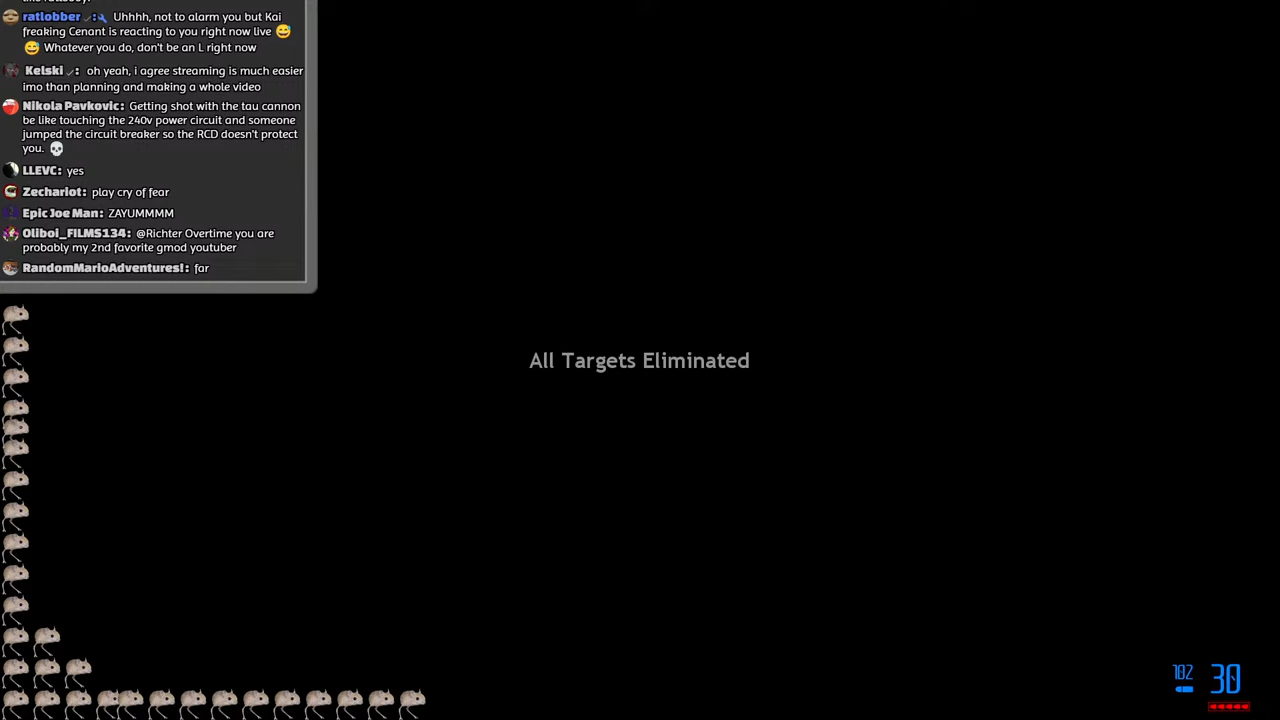 ratlobber: Uhhhh, not to alarm you but Kai
freaking Cenant is reacting to you right now live 😅
😅 Whatever you do, don't be an L right now
Kelski: oh yeah, i agree streaming is much easier
imo than planning and making a whole video
Nikola Pavkovic: Getting shot with the tau cannon
be like touching the 240v power circuit and someone
jumped the circuit breaker so the RCD doesn't protect
you. 💀
LLEVC: yes
Zechariot: play cry of fear
Epic Joe Man: ZAYUMMMM
Oliboi_FILMS134: @Richter Overtime you are
probably my 2nd favorite gmod youtuber
RandomMarioAdventures!: far
All Targets Eliminated
182 30